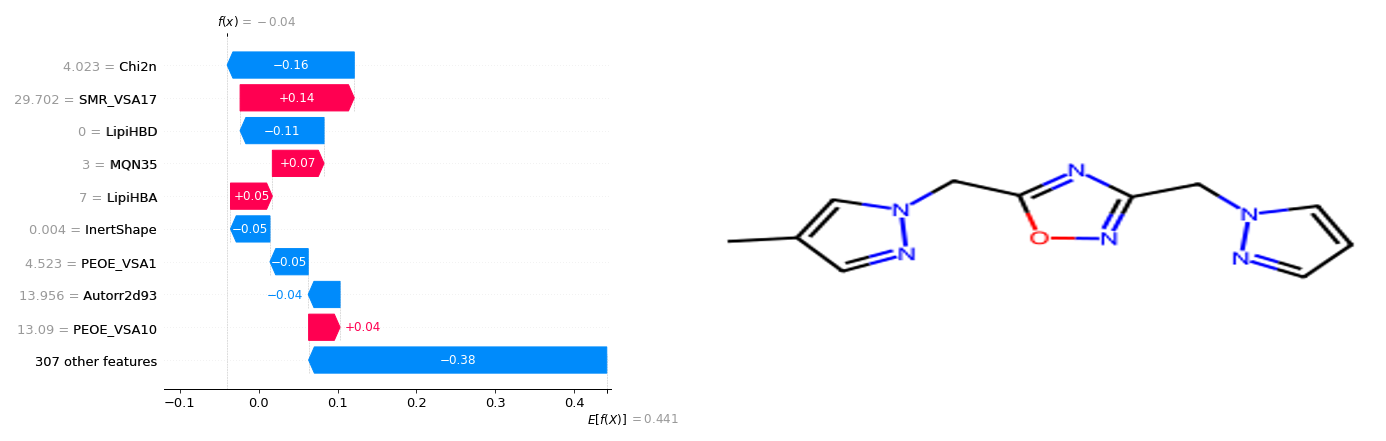 f(x) = −0.04
4.023 = Chi2n −0.16
29.702 = SMR_VSA17 +0.14
0 = LipiHBD −0.11
3 = MQN35 +0.07
7 = LipiHBA +0.05
0.004 = InertShape −0.05
4.523 = PEOE_VSA1 −0.05
13.956 = Autorr2d93 −0.04
13.09 = PEOE_VSA10 +0.04
307 other features −0.38
−0.1 0.0 0.1 0.2 0.3 0.4
E[f(X)] = 0.441
N
N
O
N
N
N
N